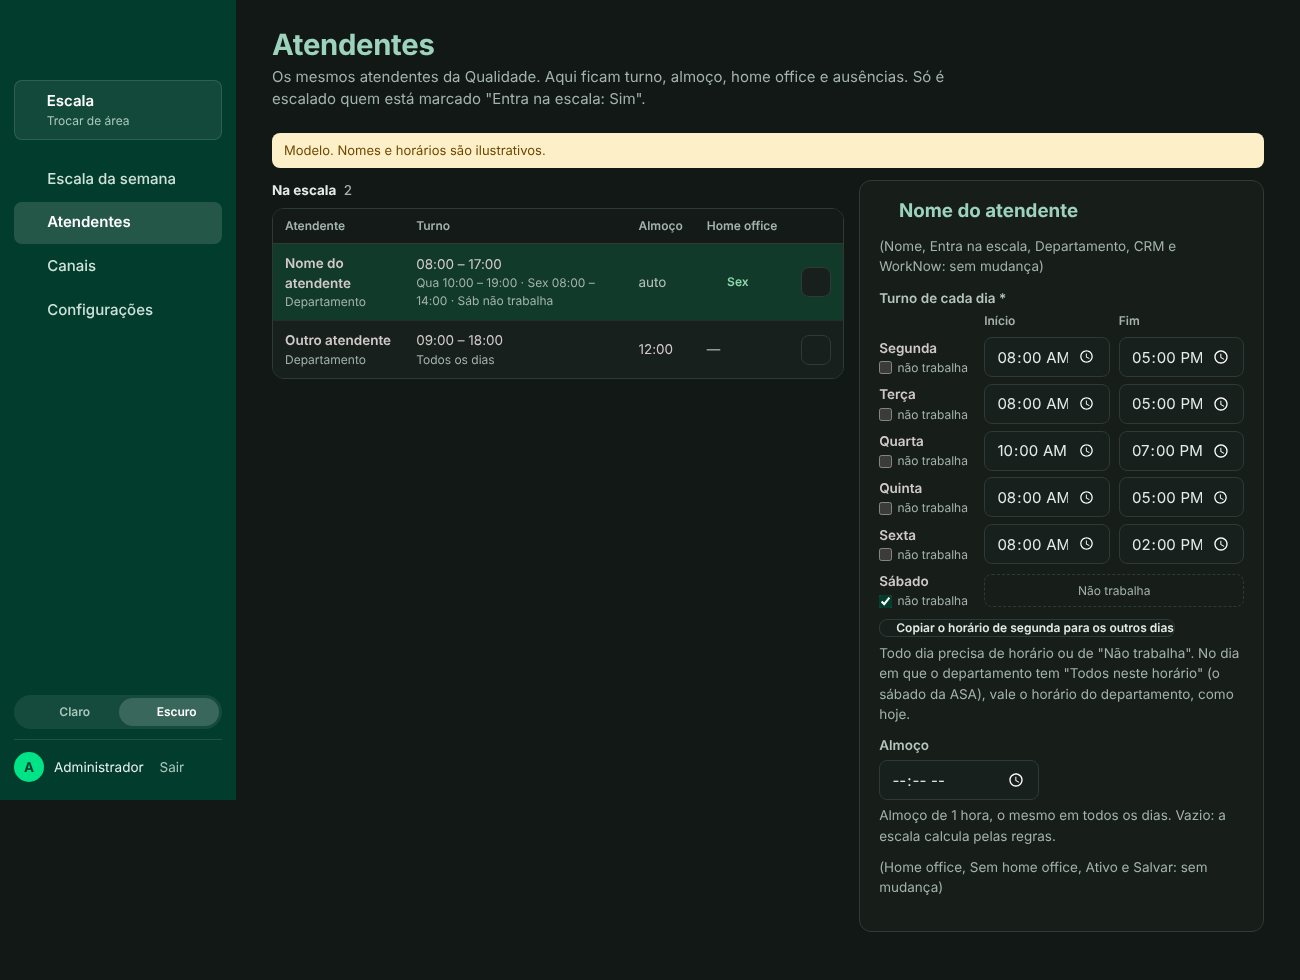 Escala
Trocar de área
Escala da semana
Atendentes
Canais
Configurações
Claro
Escuro
A
Administrador
Sair
Atendentes
Os mesmos atendentes da Qualidade. Aqui ficam turno, almoço, home office e ausências. Só é
escalado quem está marcado "Entra na escala: Sim".
Modelo. Nomes e horários são ilustrativos.
Na escala 2
Atendente Turno Almoço Home office
Nome do
atendente
Departamento
08:00 – 17:00
Qua 10:00 – 19:00 · Sex 08:00 –
14:00 · Sáb não trabalha
auto
Sex
Outro atendente
Departamento
09:00 – 18:00
Todos os dias
12:00
—
Nome do atendente
(Nome, Entra na escala, Departamento, CRM e
WorkNow: sem mudança)
Turno de cada dia *
Início Fim
Segunda
não trabalha
08:00 AM 05:00 PM
Terça
não trabalha
08:00 AM 05:00 PM
Quarta
não trabalha
10:00 AM 07:00 PM
Quinta
não trabalha
08:00 AM 05:00 PM
Sexta
não trabalha
08:00 AM 02:00 PM
Sábado
não trabalha
Não trabalha
Copiar o horário de segunda para os outros dias
Todo dia precisa de horário ou de "Não trabalha". No dia
em que o departamento tem "Todos neste horário" (o
sábado da ASA), vale o horário do departamento, como
hoje.
Almoço
--:-- --
Almoço de 1 hora, o mesmo em todos os dias. Vazio: a
escala calcula pelas regras.
(Home office, Sem home office, Ativo e Salvar: sem
mudança)